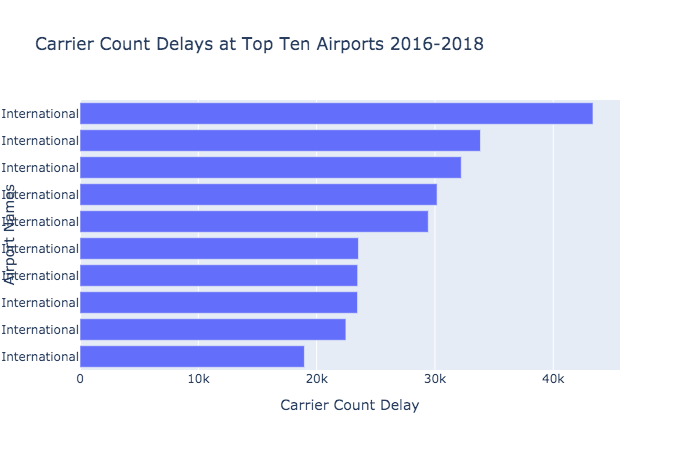 Carrier Count Delays at Top Ten Airports 2016-2018
International
International
International
International
International
International
International
International
International
International
Airport Names
0 10k 20k 30k 40k
Carrier Count Delay